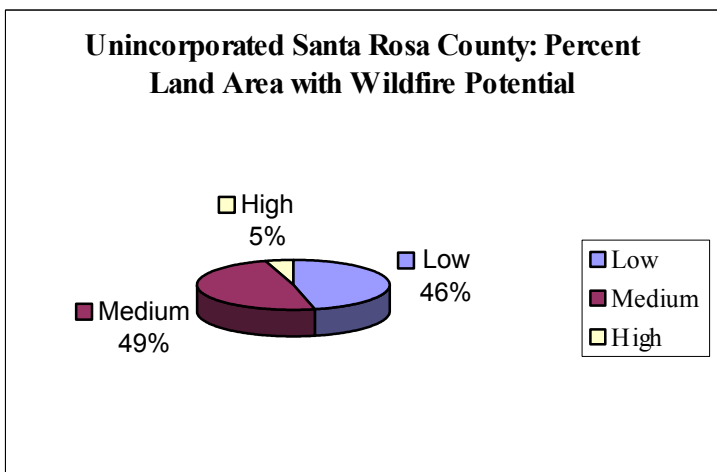 Unincorporated Santa Rosa County: Percent
Land Area with Wildfire Potential
High
5%
Low
46%
Medium
49%
Low
Medium
High